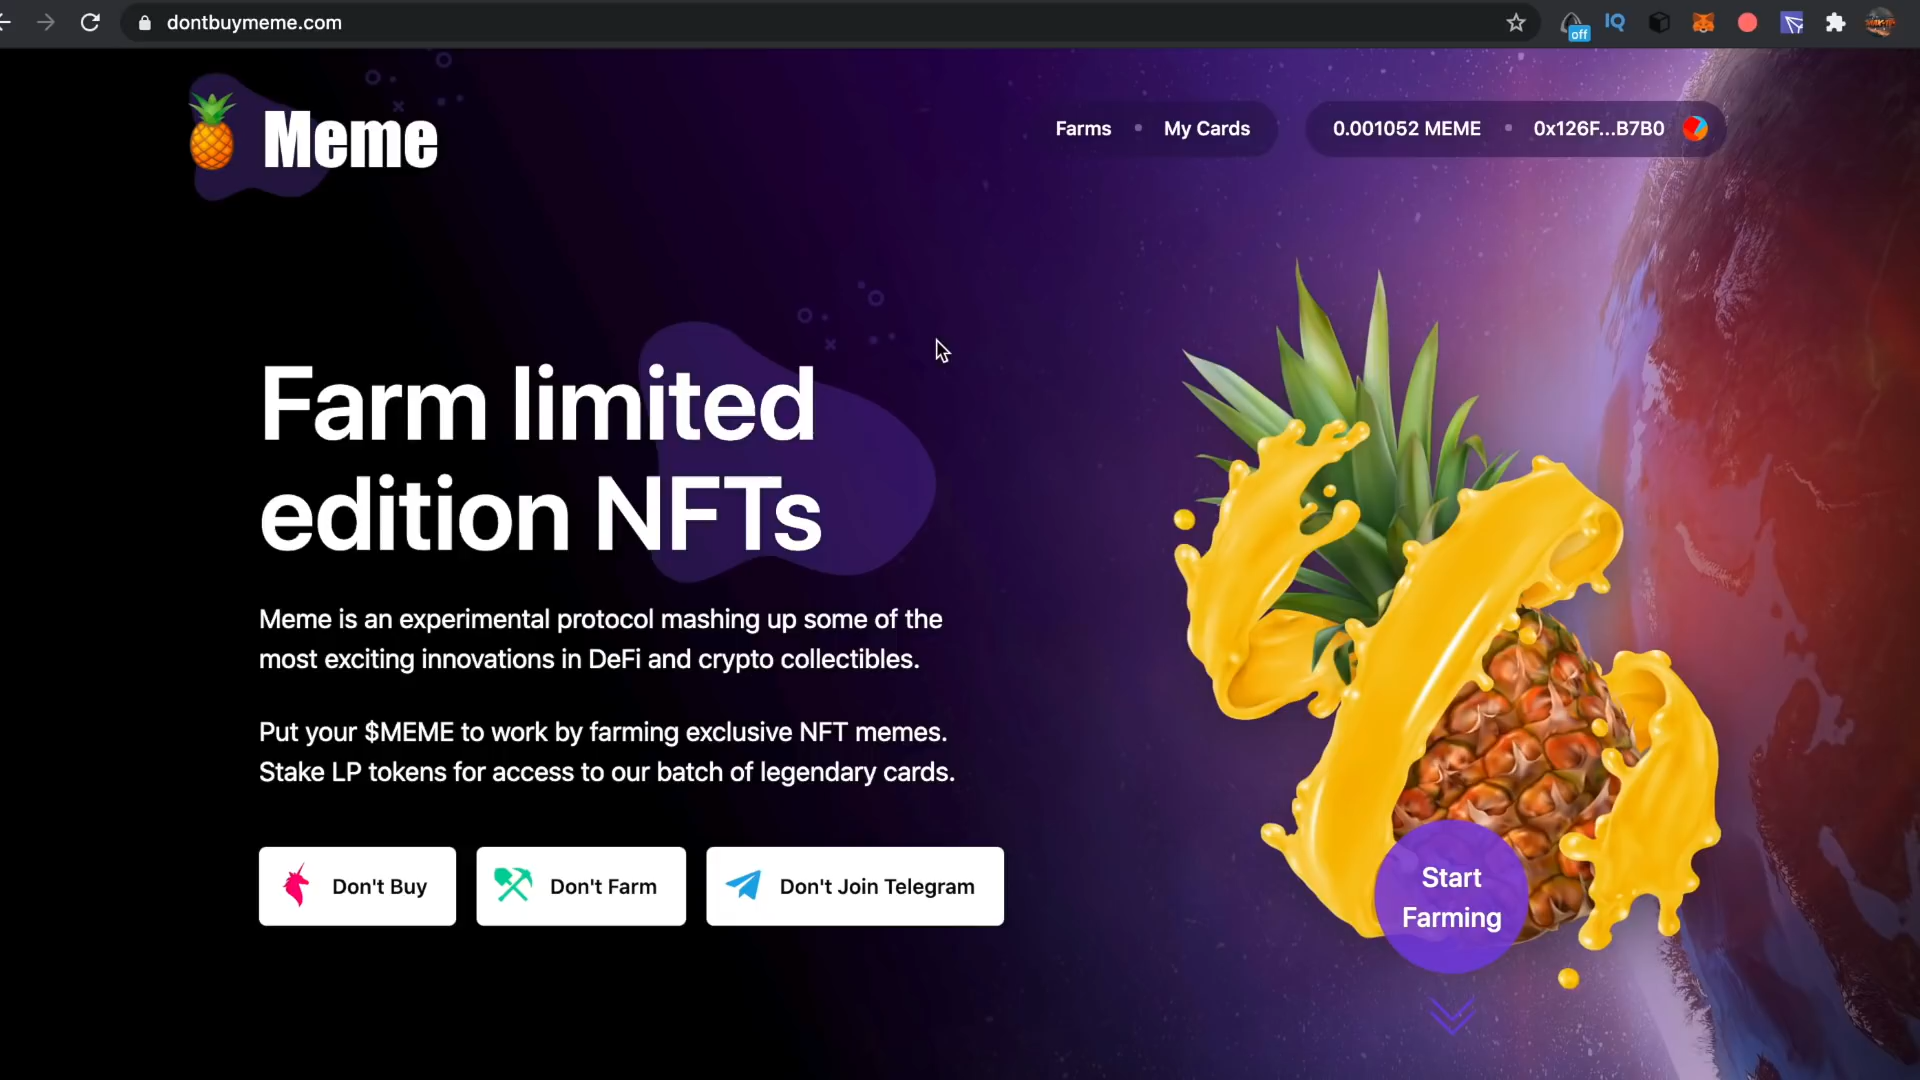 dontbuymeme.com
off
IQ
Meme
Farms
My Cards
0.001052 MEME
0x126F...B7B0
Farm limited
edition NFTs
Meme is an experimental protocol mashing up some of the
most exciting innovations in DeFi and crypto collectibles.
Put your $MEME to work by farming exclusive NFT memes.
Stake LP tokens for access to our batch of legendary cards.
Don't Buy
Don't Farm
Don't Join Telegram
Start
Farming